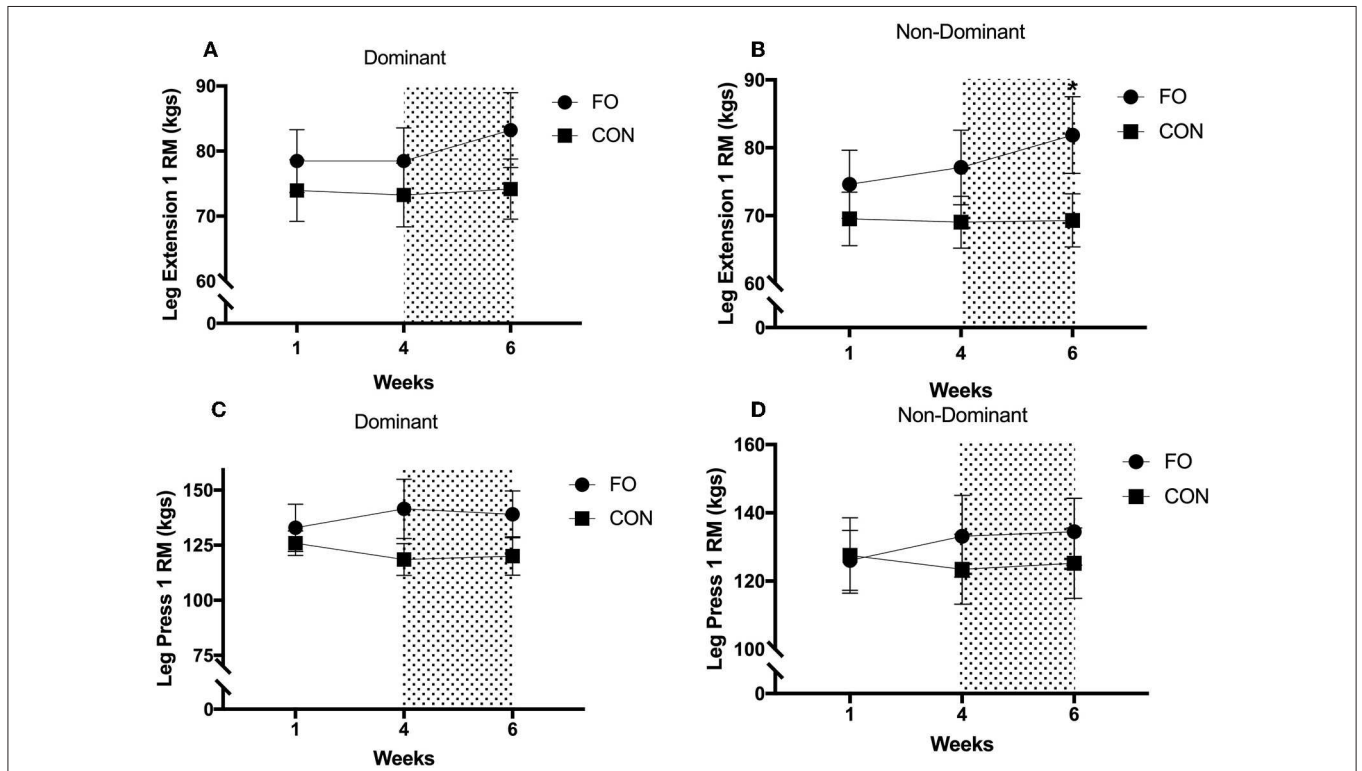 A
Dominant
Leg Extension 1 RM (kgs)
90
80
70
60
0
1 4 6
Weeks
FO
CON
B
Non-Dominant
Leg Extension 1 RM (kgs)
90
80
70
60
0
*
1 4 6
Weeks
FO
CON
C
Dominant
Leg Press 1 RM (kgs)
150
125
100
75
0
1 4 6
Weeks
FO
CON
D
Non-Dominant
Leg Press 1 RM (kgs)
160
140
120
100
0
1 4 6
Weeks
FO
CON